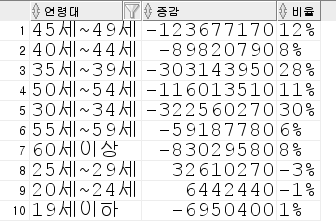 연령대 증감 비율
1 45세~49세 -123677170 12%
2 40세~44세 -89820790 8%
3 35세~39세 -303143950 28%
4 50세~54세 -116013510 11%
5 30세~34세 -322560270 30%
6 55세~59세 -59187780 6%
7 60세이상 -83029580 8%
8 25세~29세 32610270 -3%
9 20세~24세 6442440 -1%
10 19세이하 -6950400 1%